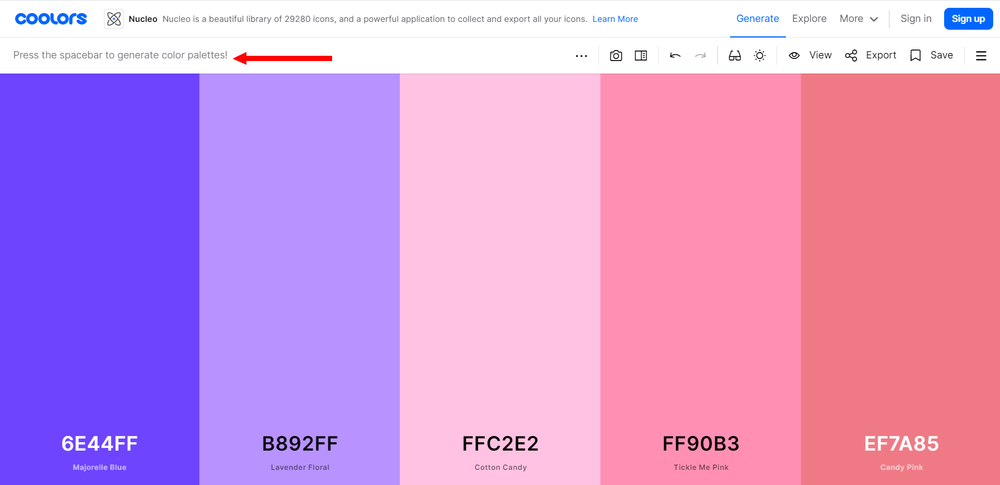 coolors
Nucleo Nucleo is a beautiful library of 29280 icons, and a powerful application to collect and export all your icons. Learn More
Generate Explore More Sign in Sign up
Press the spacebar to generate color palettes!
View Export Save
6E44FF
Majorelle Blue
B892FF
Lavender Floral
FFC2E2
Cotton Candy
FF90B3
Tickle Me Pink
EF7A85
Candy Pink